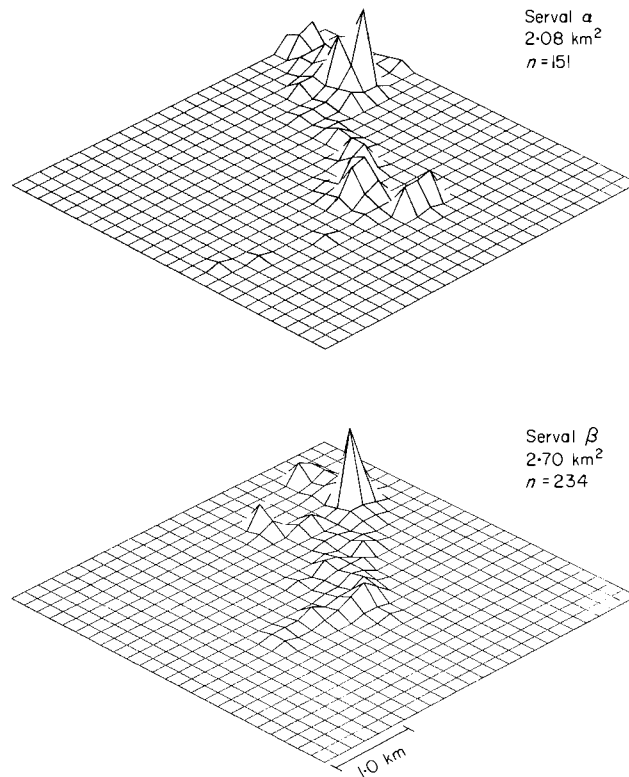 Serval α
2·08 km²
n=151
Serval β
2·70 km²
n=234
1·0 km